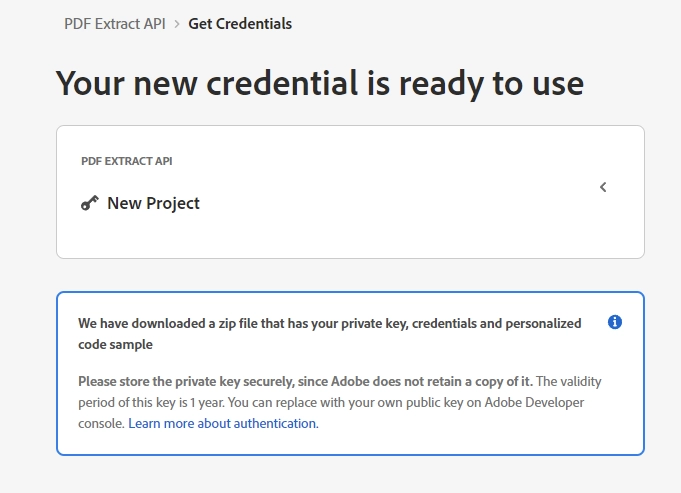 PDF Extract API > Get Credentials
Your new credential is ready to use
PDF EXTRACT API
New Project
We have downloaded a zip file that has your private key, credentials and personalized
code sample
Please store the private key securely, since Adobe does not retain a copy of it. The validity
period of this key is 1 year. You can replace with your own public key on Adobe Developer
console. Learn more about authentication.